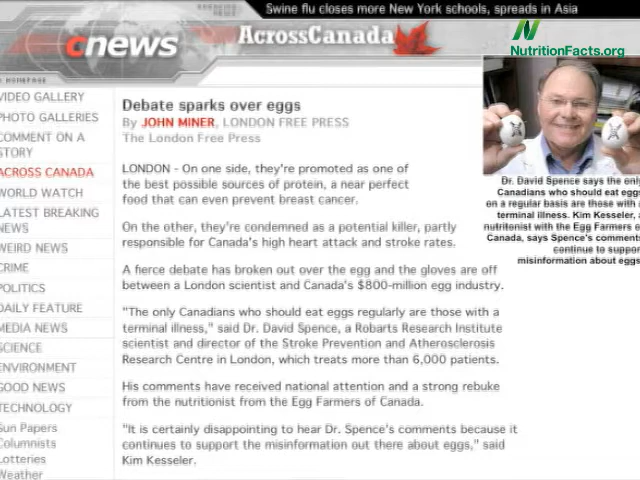 Swine flu closes more New York schools, spreads in Asia
cnews
AcrossCanada
NutritionFacts.org
HOMEPAGE
VIDEO GALLERY
PHOTO GALLERIES
COMMENT ON A
STORY
ACROSS CANADA
WORLD WATCH
LATEST BREAKING
NEWS
WEIRD NEWS
CRIME
POLITICS
DAILY FEATURE
MEDIA NEWS
SCIENCE
ENVIRONMENT
GOOD NEWS
TECHNOLOGY
Sun Papers
Columnists
Lotteries
Weather
Debate sparks over eggs
By JOHN MINER, LONDON FREE PRESS
The London Free Press
LONDON - On one side, they're promoted as one of
the best possible sources of protein, a near perfect
food that can even prevent breast cancer.
On the other, they're condemned as a potential killer, partly
responsible for Canada's high heart attack and stroke rates.
A fierce debate has broken out over the egg and the gloves are off
between a London scientist and Canada's $800-million egg industry.
"The only Canadians who should eat eggs regularly are those with a
terminal illness," said Dr. David Spence, a Robarts Research Institute
scientist and director of the Stroke Prevention and Atherosclerosis
Research Centre in London, which treats more than 6,000 patients.
His comments have received national attention and a strong rebuke
from the nutritionist from the Egg Farmers of Canada.
"It is certainly disappointing to hear Dr. Spence's comments because it
continues to support the misinformation out there about eggs," said
Kim Kesseler.
Dr. David Spence says the only
Canadians who should eat eggs
on a regular basis are those with a
terminal illness. Kim Kesseler, a
nutritonist with the Egg Farmers of
Canada, says Spence's comments
continue to support
misinformation about eggs